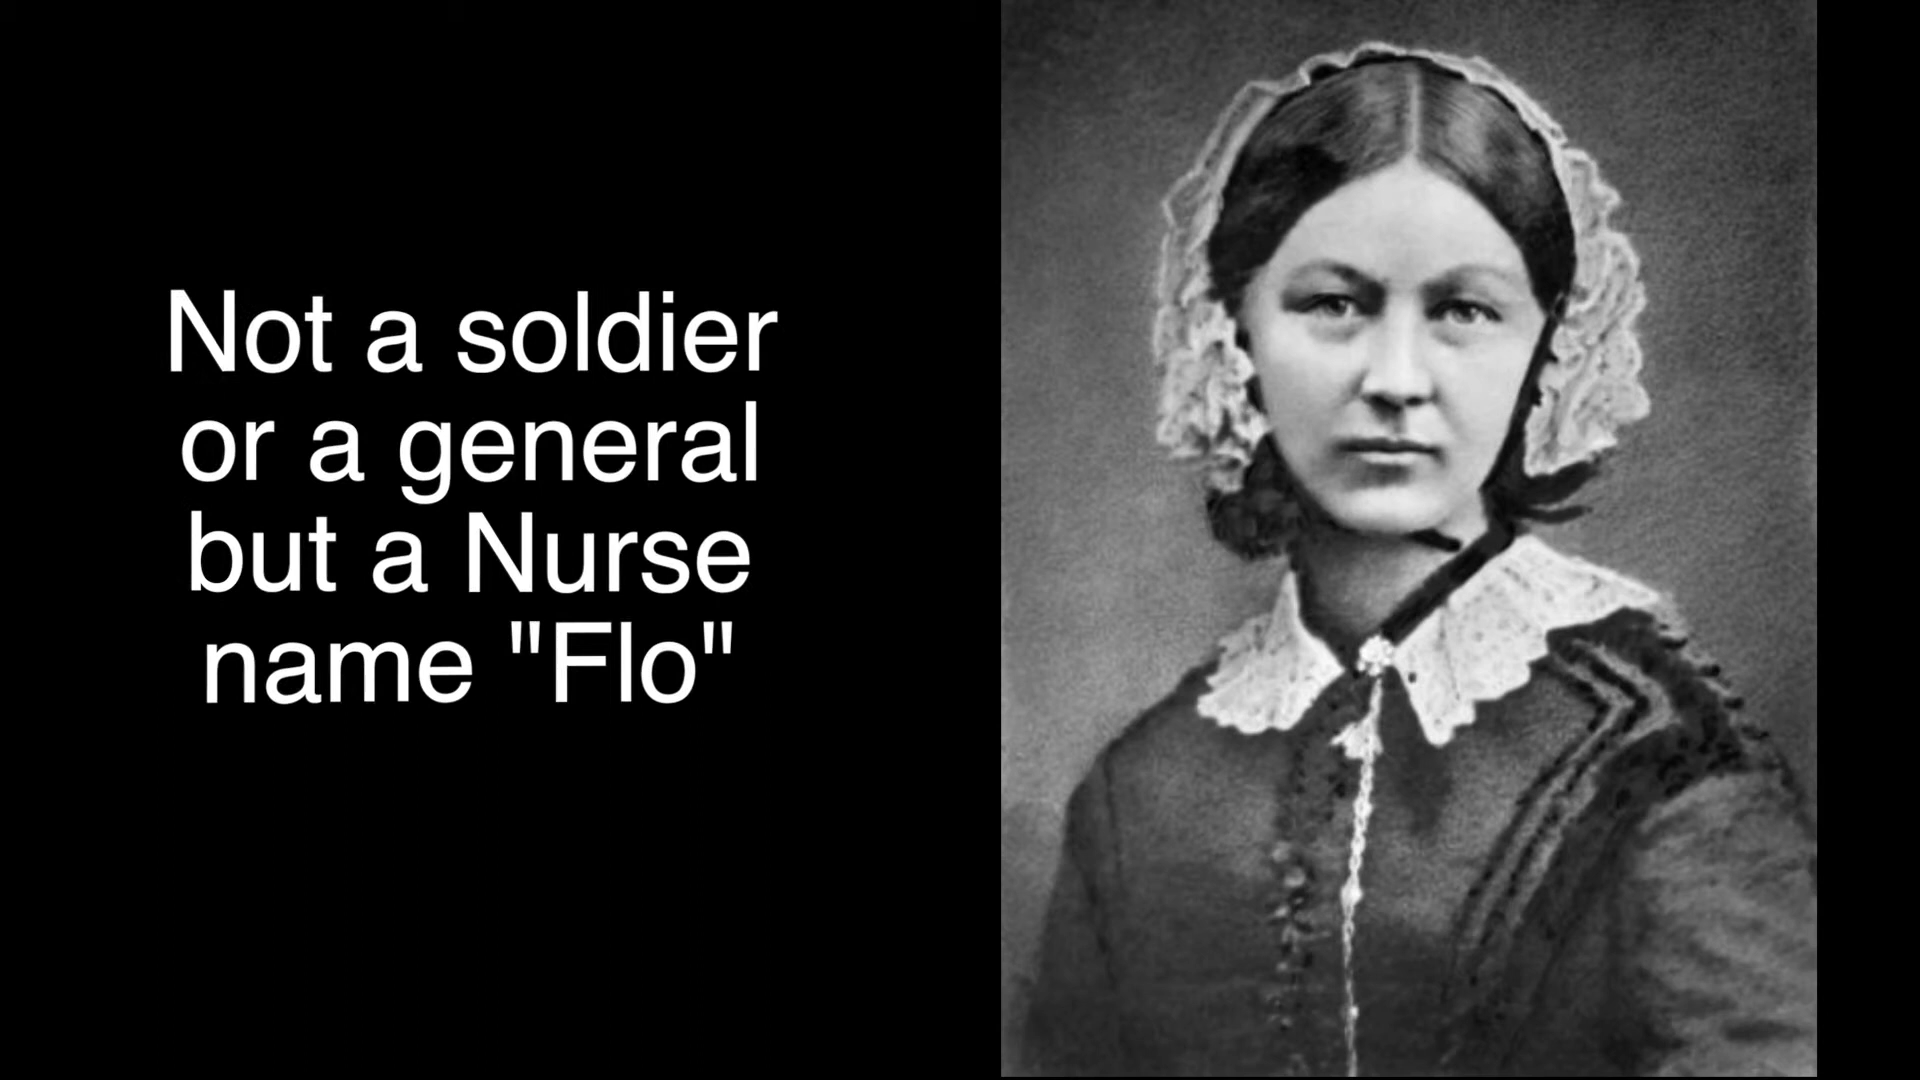 Not a soldier
or a general
but a Nurse
name "Flo"